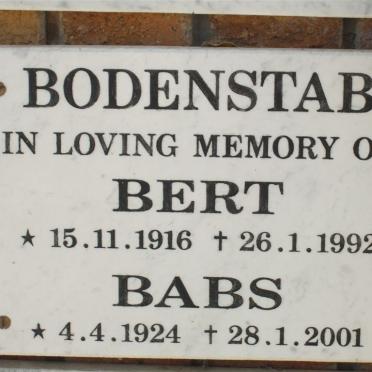 BODENSTAB
IN LOVING MEMORY O
BERT
★ 15.11.1916 † 26.1.1992
BABS
★ 4.4.1924 † 28.1.2001